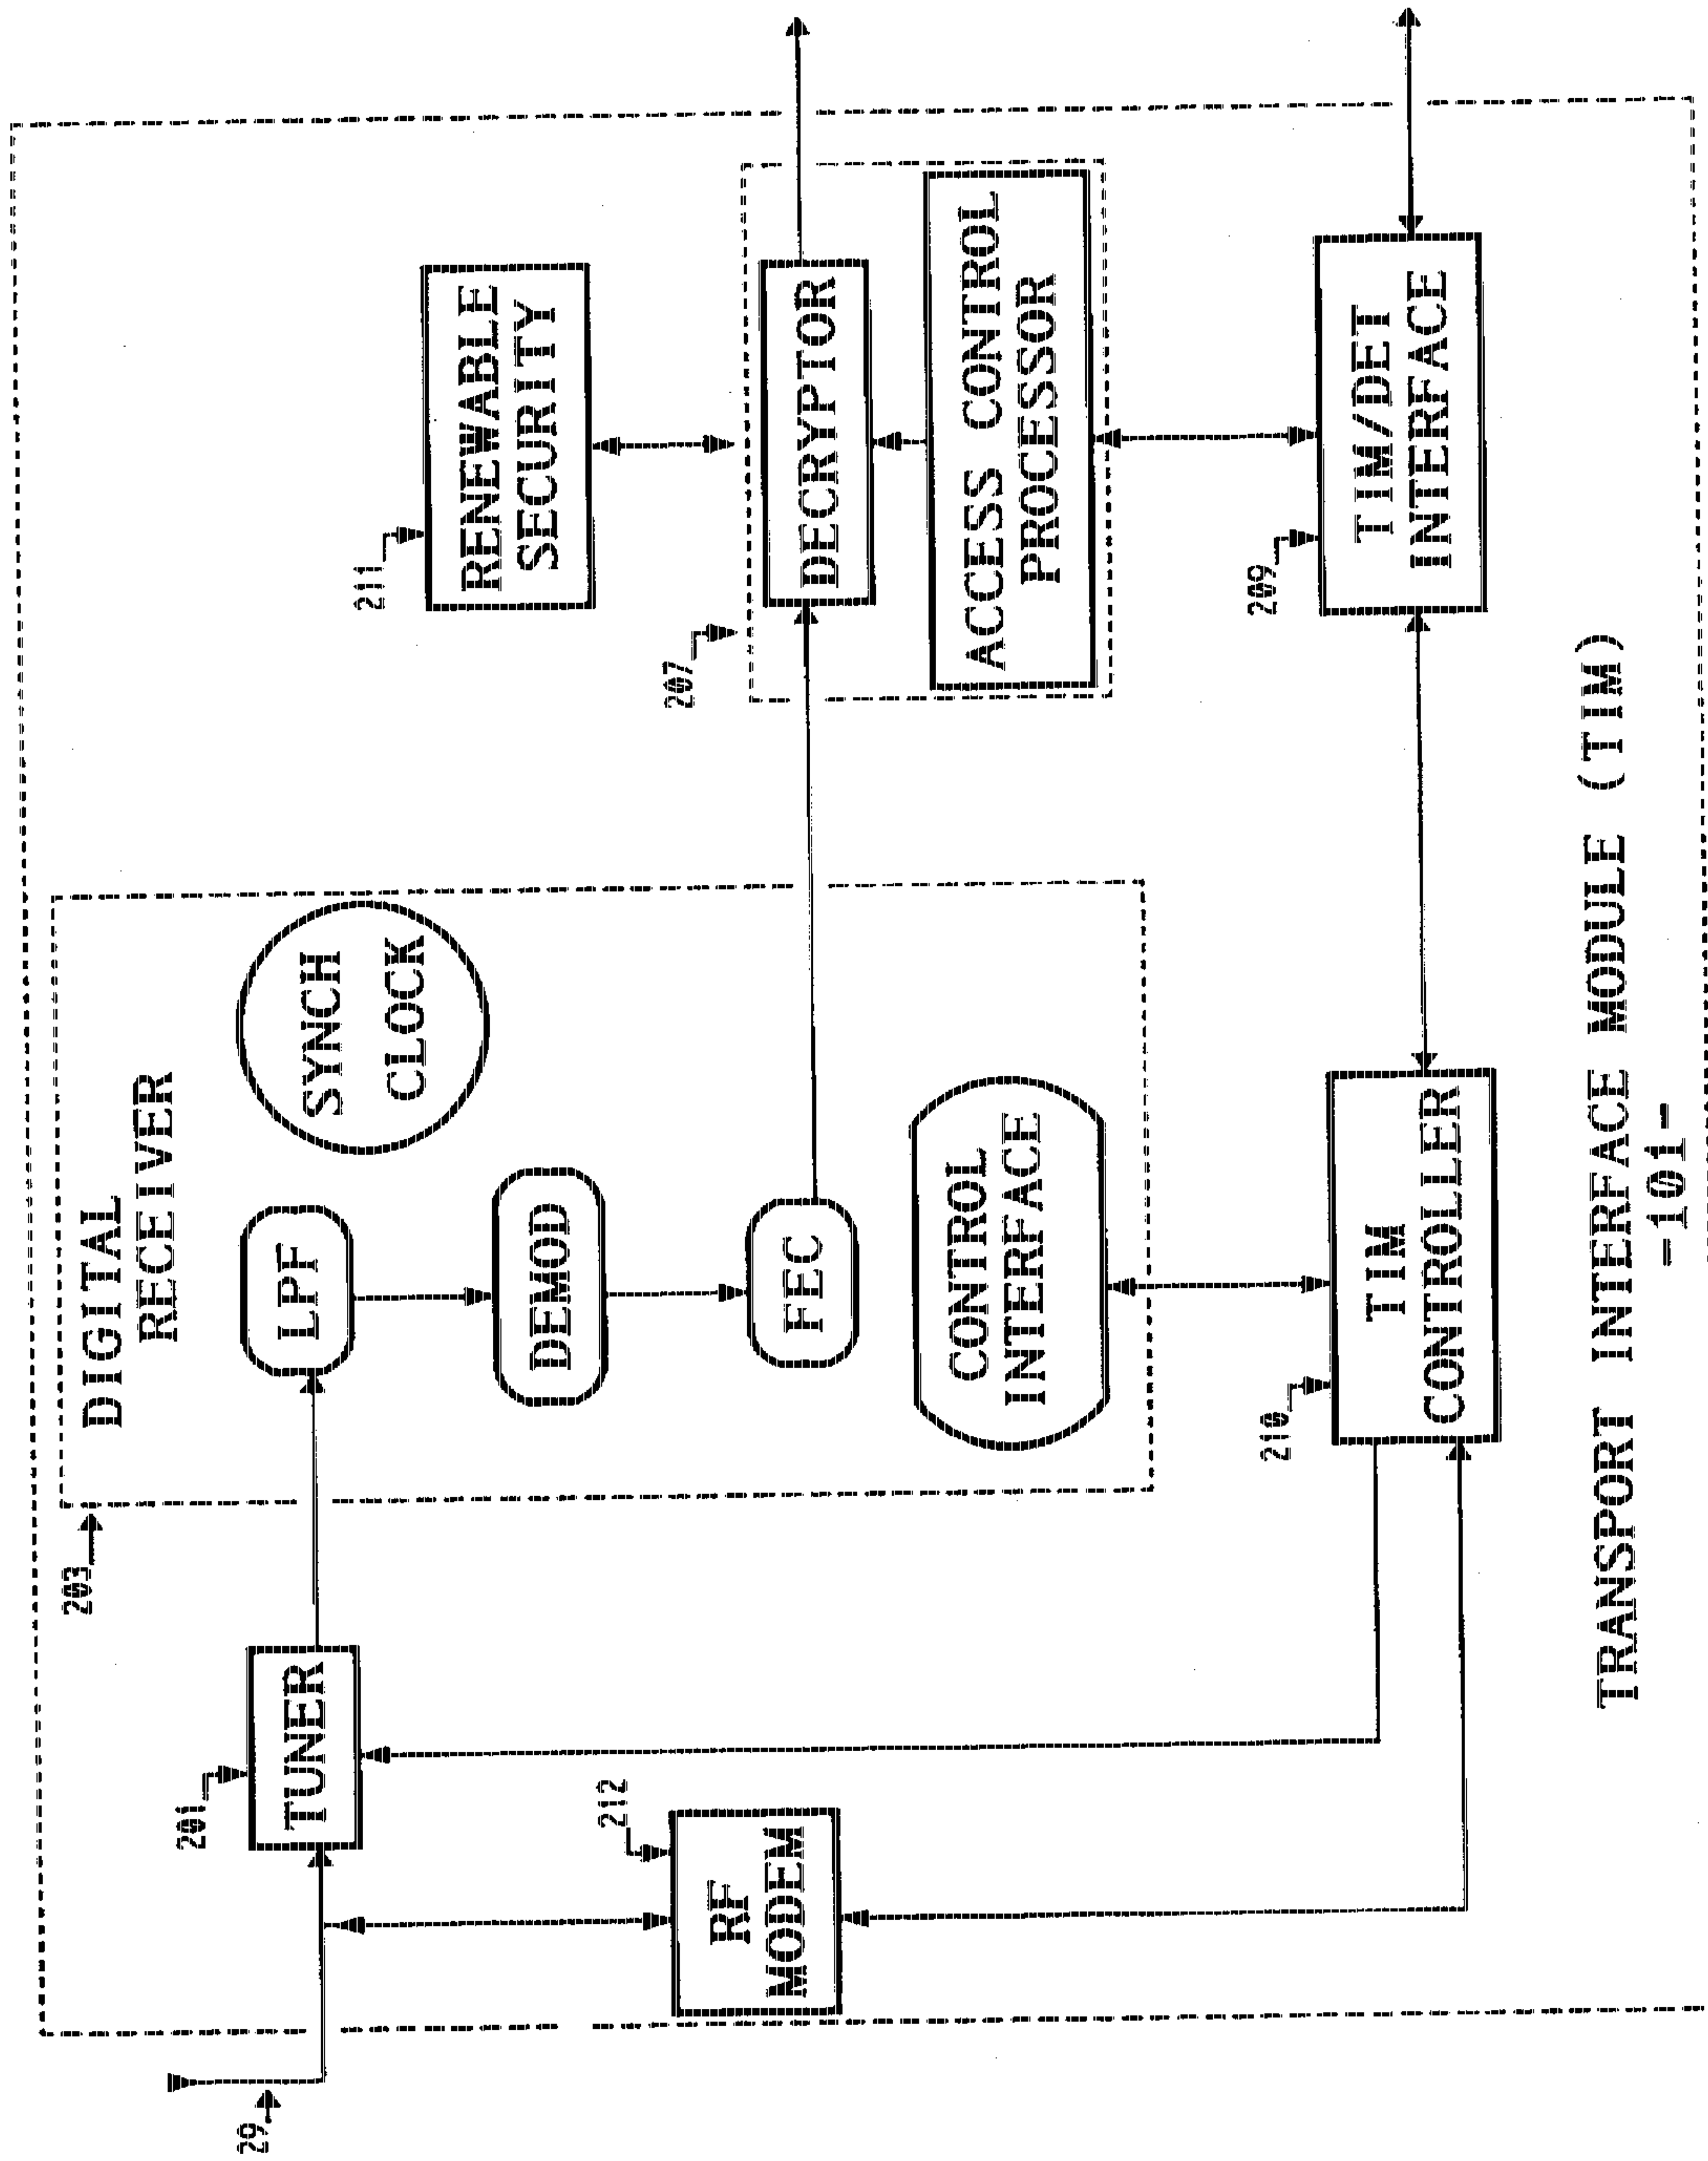 29
201
TUNER
212
RF
MODEM
203
DIGITAL
RECEIVER
LPF
SYNCH
CLOCK
DEMOD
FEC
CONTROL
INTERFACE
210
TIM
CONTROLLER
211
RENEWABLE
SECURITY
207
DECRYPTOR
ACCESS CONTROL
PROCESSOR
209
TIM/DET
INTERFACE
TRANSPORT INTERFACE MODULE (TIM)
-101-